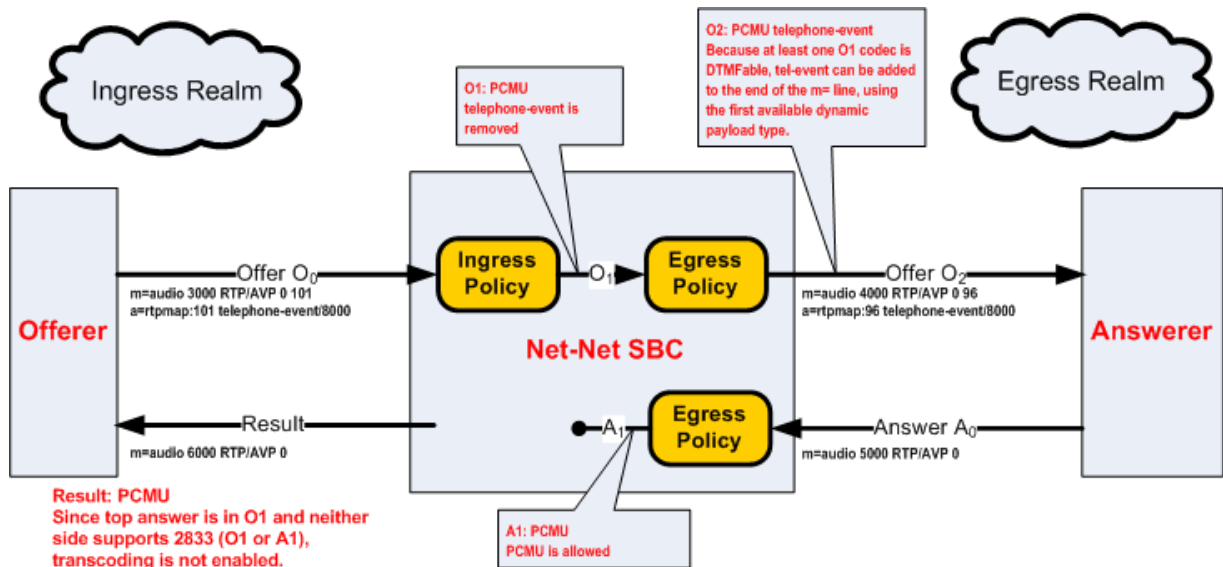 Ingress Realm
O1: PCMU
telephone-event is
removed
O2: PCMU telephone-event
Because at least one O1 codec is
DTMFable, tel-event can be added
to the end of the m= line, using
the first available dynamic
payload type.
Egress Realm
Offerer
Offer O0
m=audio 3000 RTP/AVP 0 101
a=rtpmap:101 telephone-event/8000
Ingress
Policy
O1
Egress
Policy
Offer O2
m=audio 4000 RTP/AVP 0 96
a=rtpmap:96 telephone-event/8000
Answerer
Net-Net SBC
Result
m=audio 6000 RTP/AVP 0
A1
Egress
Policy
Answer A0
m=audio 5000 RTP/AVP 0
Result: PCMU
Since top answer is in O1 and neither
side supports 2833 (O1 or A1),
transcoding is not enabled.
A1: PCMU
PCMU is allowed